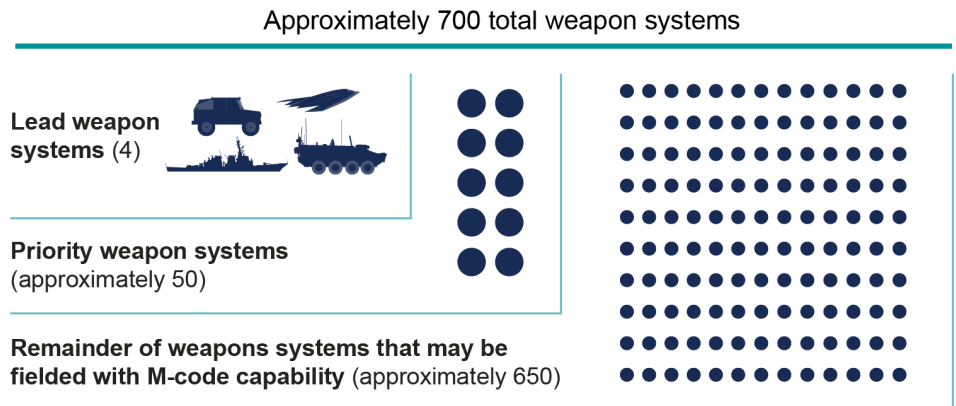 Approximately 700 total weapon systems
Lead weapon
systems (4)
Priority weapon systems
(approximately 50)
Remainder of weapons systems that may be
fielded with M-code capability (approximately 650)